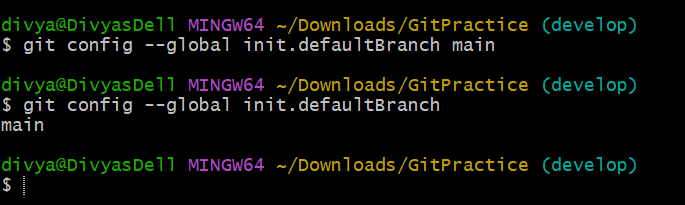 divya@DivyasDell MINGW64 ~/Downloads/GitPractice (develop)
$ git config --global init.defaultBranch main
divya@DivyasDell MINGW64 ~/Downloads/GitPractice (develop)
$ git config --global init.defaultBranch
main
divya@DivyasDell MINGW64 ~/Downloads/GitPractice (develop)
$